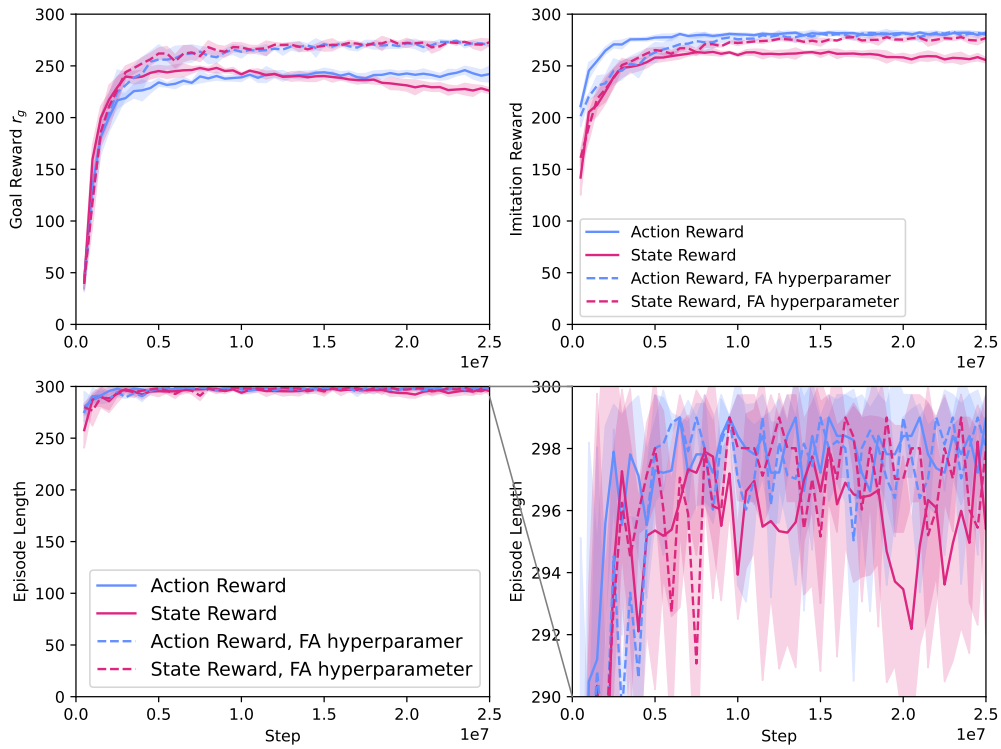 300
250
200
150
100
50
0
Goal Reward r_g
0.0 0.5 1.0 1.5 2.0 2.5
1e7
300
250
200
150
100
50
0
Imitation Reward
Action Reward
State Reward
Action Reward, FA hyperparamer
State Reward, FA hyperparameter
0.0 0.5 1.0 1.5 2.0 2.5
1e7
300
250
200
150
100
50
0
Episode Length
Action Reward
State Reward
Action Reward, FA hyperparamer
State Reward, FA hyperparameter
0.0 0.5 1.0 1.5 2.0 2.5
Step
1e7
300
298
296
294
292
290
Episode Length
0.0 0.5 1.0 1.5 2.0 2.5
Step
1e7